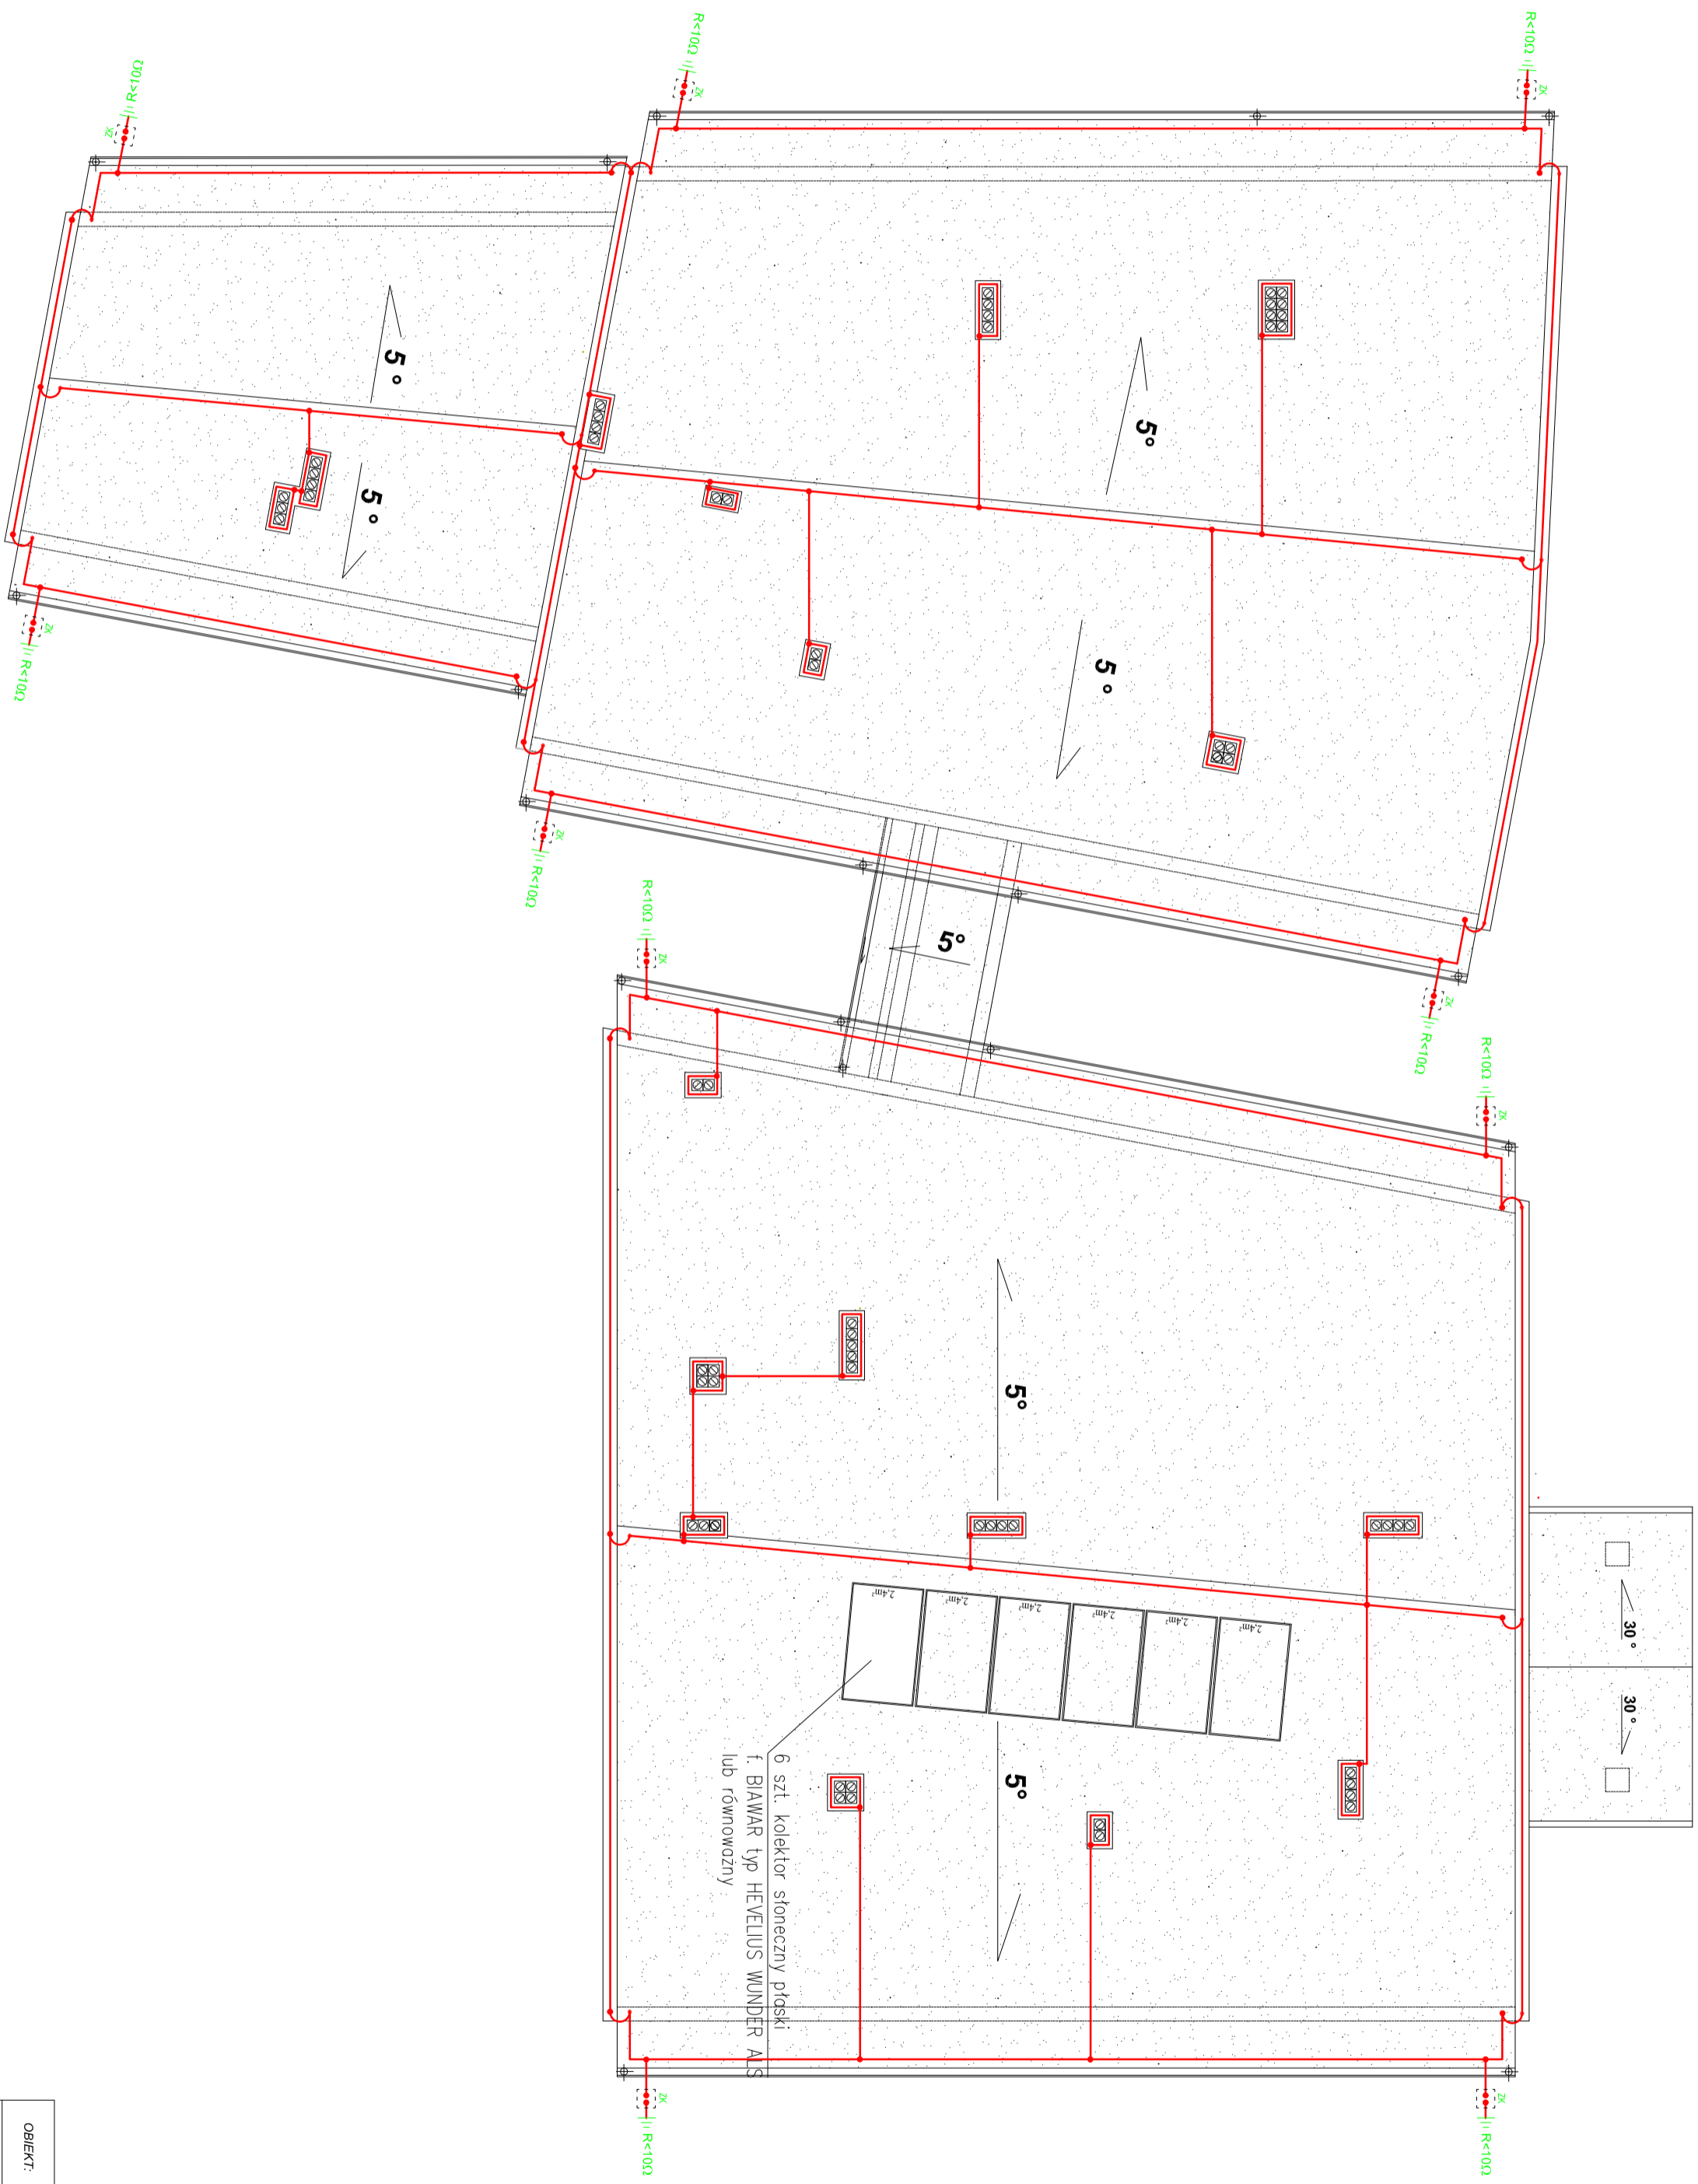 R<10Ω
ZK
R<10Ω
ZK
R<10Ω
ZK
5°
5°
5°
5°
ZK
R<10Ω
ZK
R<10Ω
5°
ZK
R<10Ω
R<10Ω
ZK
R<10Ω
ZK
5°
30°
30°
2,4m²
2,4m²
2,4m²
2,4m²
2,4m²
2,4m²
5°
6 szt. kolektor słoneczny płaski
f. BIAWAR typ HEVELIUS WUNDER ALS
lub równoważny
ZK
R<10Ω
ZK
R<10Ω
OBIEKT: